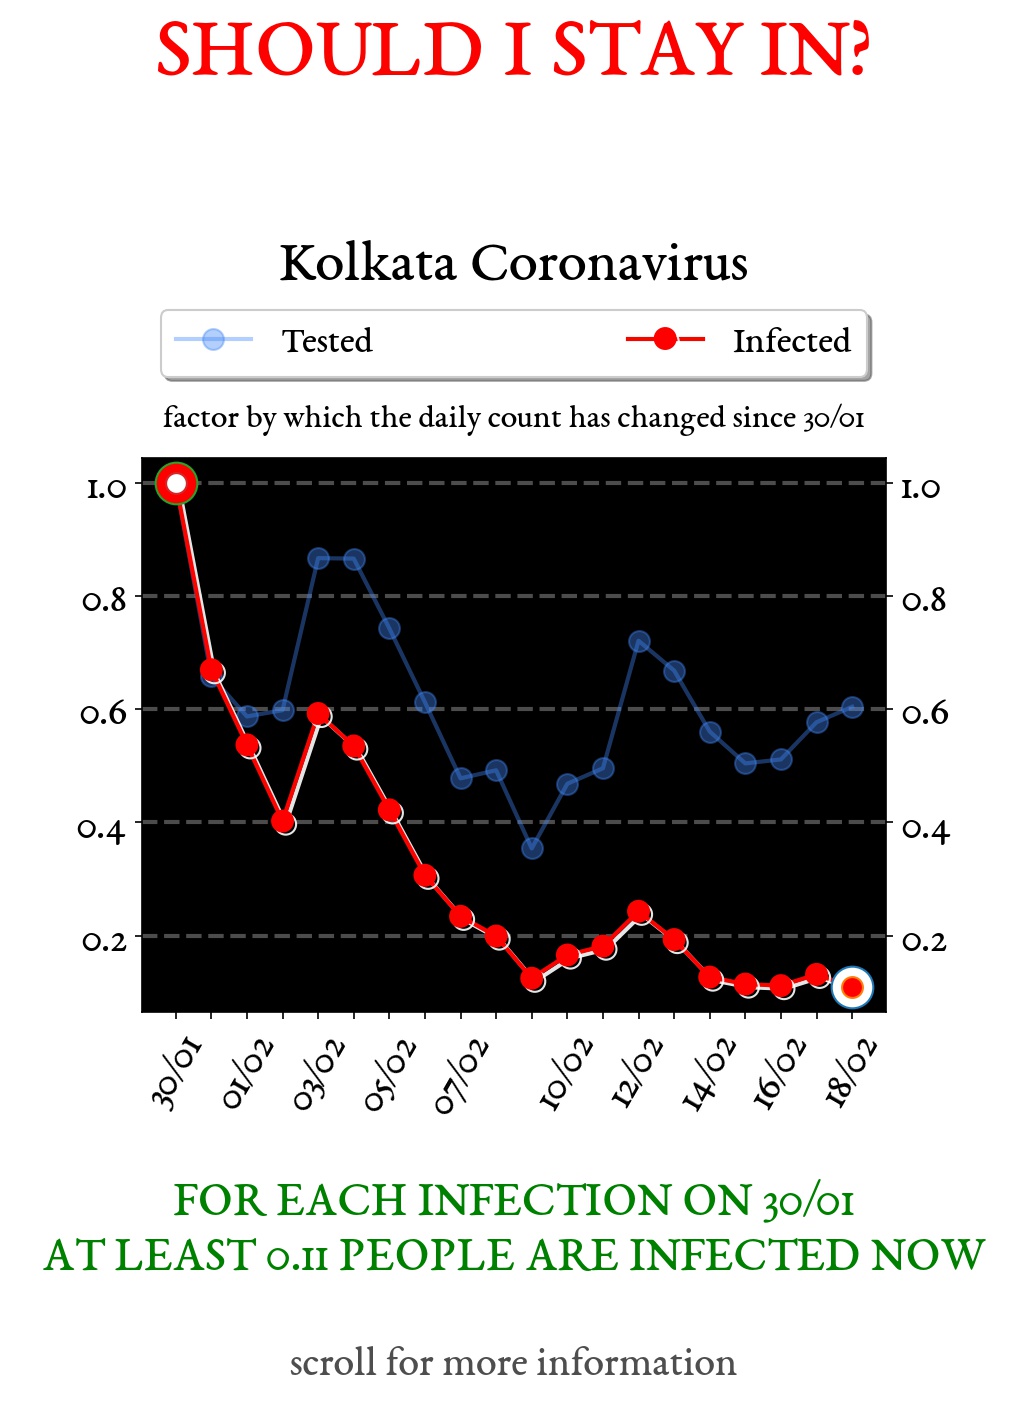 SHOULD I STAY IN?
Kolkata Coronavirus
Tested Infected
factor by which the daily count has changed since 30/01
1.0 1.0
0.8 0.8
0.6 0.6
0.4 0.4
0.2 0.2
30/01 01/02 03/02 05/02 07/02 10/02 12/02 14/02 16/02 18/02
FOR EACH INFECTION ON 30/01
AT LEAST 0.11 PEOPLE ARE INFECTED NOW
scroll for more information